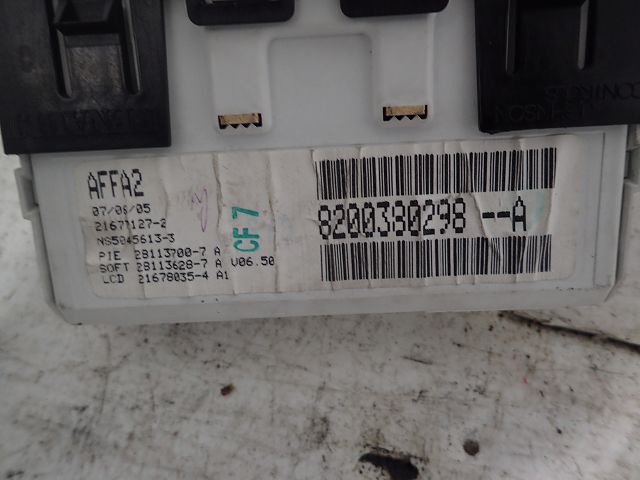 AFFA2
07/06/05
21677127-2
NS5045613-3
PIE 28113700-7 A
SOFT 28113628-7 A V06.50
LCD 21678035-4 A1
CF7
8200380298 --A